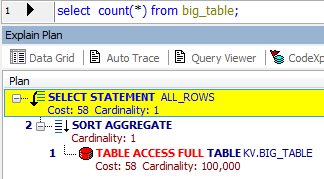 1 select count(*) from big_table;
Explain Plan
Data Grid Auto Trace Query Viewer CodeXp
Plan
SELECT STATEMENT ALL_ROWS
Cost: 58 Cardinality: 1
2 SORT AGGREGATE
Cardinality: 1
1 TABLE ACCESS FULL TABLE KV.BIG_TABLE
Cost: 58 Cardinality: 100,000